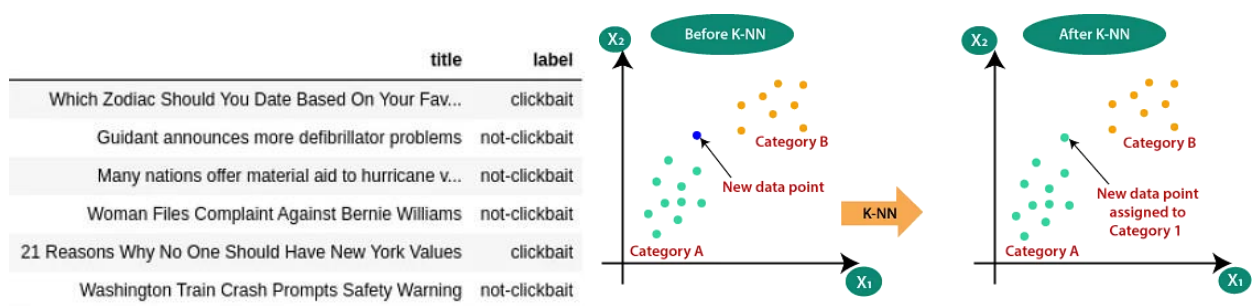 title label
Which Zodiac Should You Date Based On Your Fav... clickbait
Guidant announces more defibrillator problems not-clickbait
Many nations offer material aid to hurricane v... not-clickbait
Woman Files Complaint Against Bernie Williams not-clickbait
21 Reasons Why No One Should Have New York Values clickbait
Washington Train Crash Prompts Safety Warning not-clickbait
Before K-NN
X₂
Category B
New data point
Category A
X₁
K-NN
After K-NN
X₂
Category B
New data point
assigned to
Category 1
Category A
X₁